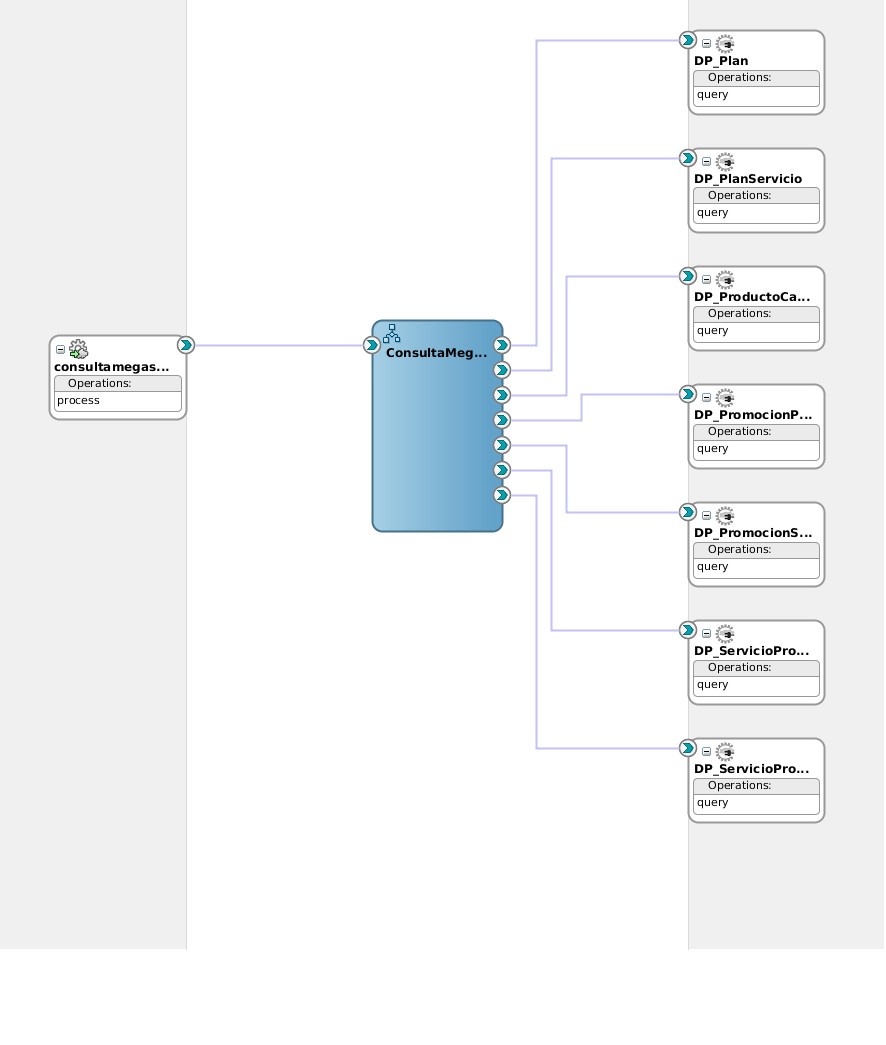 consultamegas...
Operations:
process
ConsultaMeg...
DP_Plan
Operations:
query
DP_PlanServicio
Operations:
query
DP_ProductoCa...
Operations:
query
DP_PromocionP...
Operations:
query
DP_PromocionS...
Operations:
query
DP_ServicioPro...
Operations:
query
DP_ServicioPro...
Operations:
query